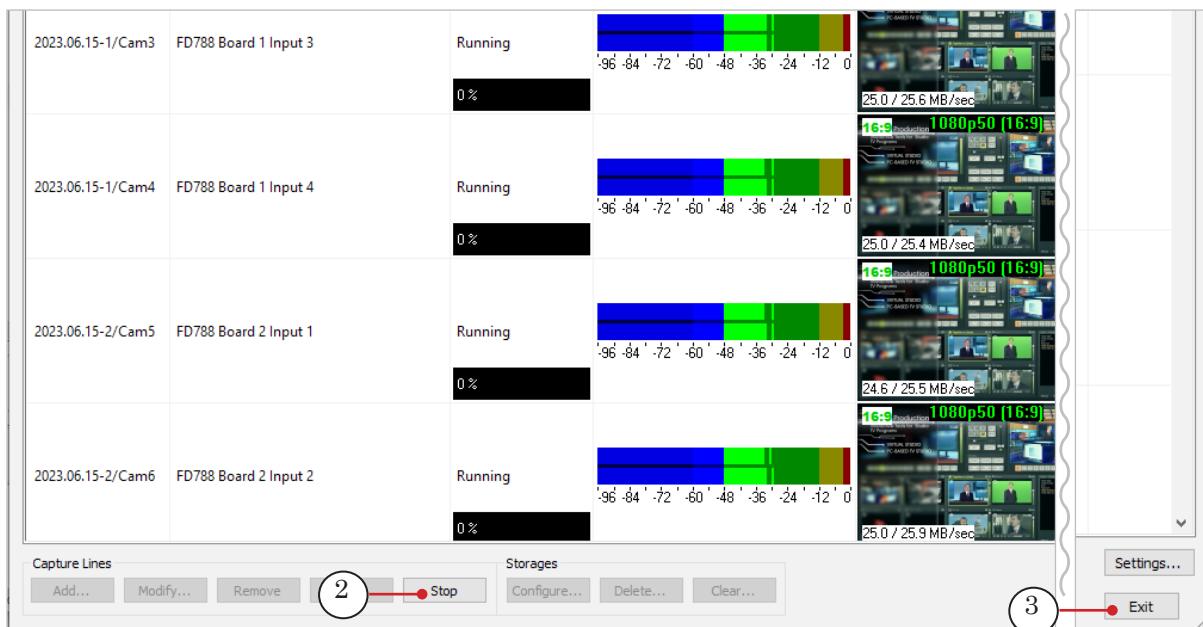 2023.06.15-1/Cam3 FD788 Board 1 Input 3 Running
-96 -84 -72 -60 -48 -36 -24 -12 0
0 %
25.0 / 25.6 MB/sec
16:9 Production 1080p50 (16:9)
2023.06.15-1/Cam4 FD788 Board 1 Input 4 Running
-96 -84 -72 -60 -48 -36 -24 -12 0
0 %
25.0 / 25.4 MB/sec
16:9 Production 1080p50 (16:9)
2023.06.15-2/Cam5 FD788 Board 2 Input 1 Running
-96 -84 -72 -60 -48 -36 -24 -12 0
0 %
24.6 / 25.5 MB/sec
16:9 Production 1080p50 (16:9)
2023.06.15-2/Cam6 FD788 Board 2 Input 2 Running
-96 -84 -72 -60 -48 -36 -24 -12 0
0 %
25.0 / 25.9 MB/sec
Capture Lines Storages Settings...
Add... Modify... Remove 2 Stop Configure... Delete... Clear... 3 Exit